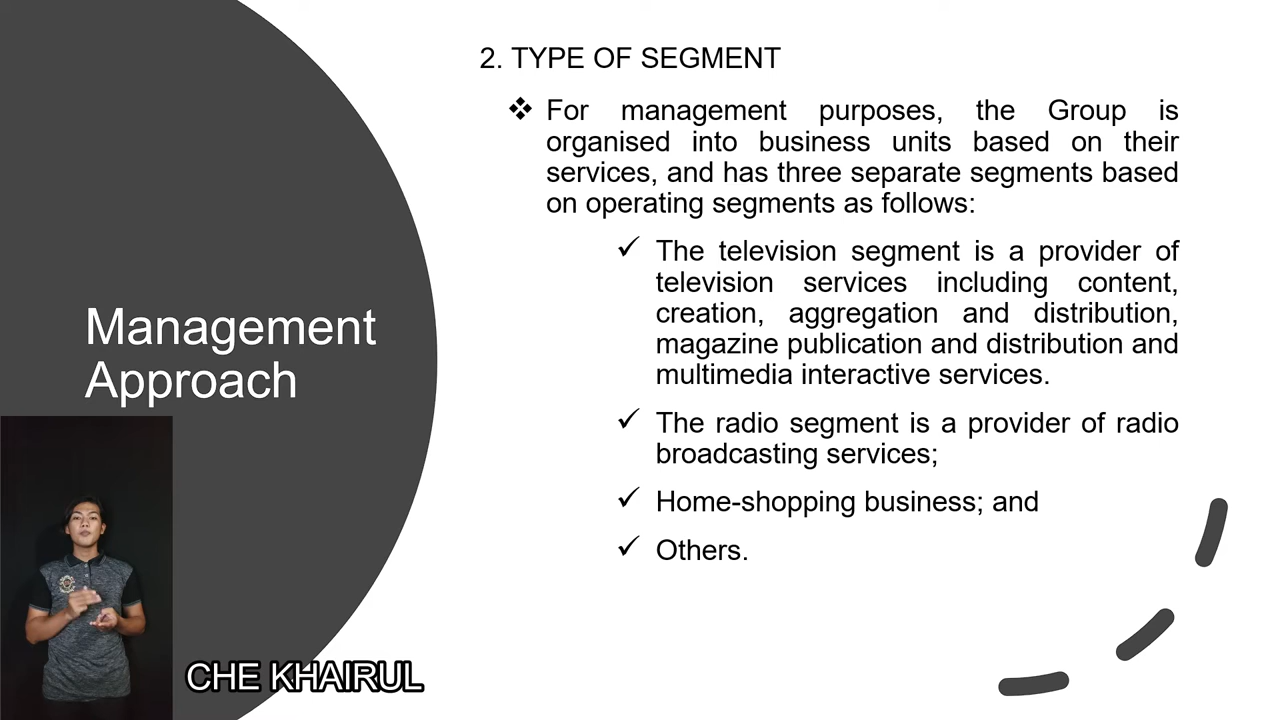 2. TYPE OF SEGMENT
❖ For management purposes, the Group is
organised into business units based on their
services, and has three separate segments based
on operating segments as follows:
✓ The television segment is a provider of
television services including content,
creation, aggregation and distribution,
magazine publication and distribution and
multimedia interactive services.
✓ The radio segment is a provider of radio
broadcasting services;
✓ Home-shopping business; and
✓ Others.
Management
Approach
CHE KHAIRUL